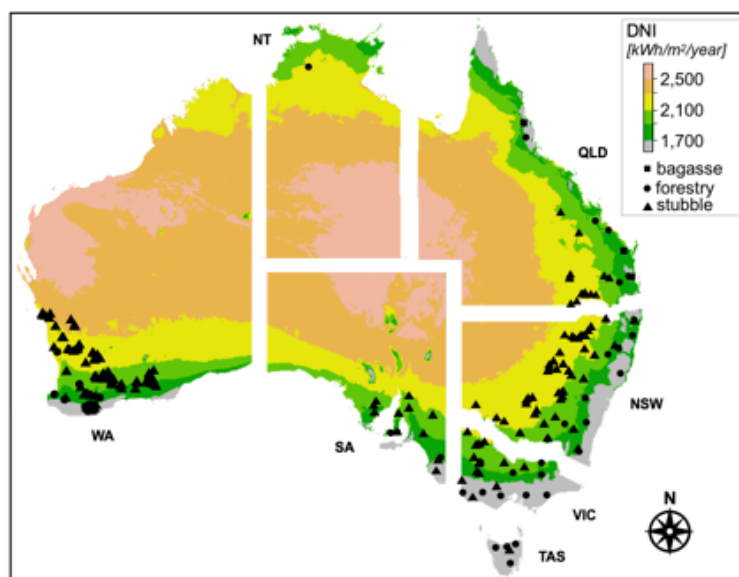 NT
DNI
[kWh/m²/year]
2,500
2,100
1,700
bagasse
forestry
stubble
QLD
WA
SA
NSW
VIC
TAS
N